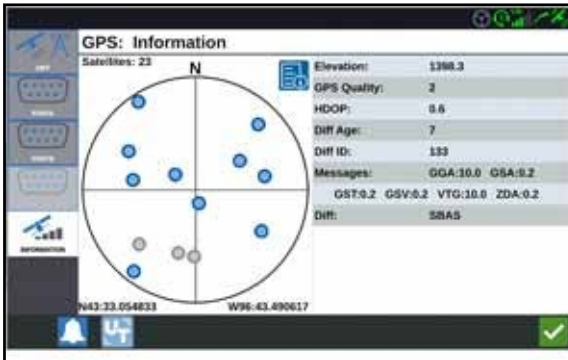 GPS: Information
Satellites: 23
N
Elevation: 1398.3
GPS Quality: 2
HDOP: 0.6
Diff Age: 7
Diff ID: 133
Messages: GGA:10.0 GSA:0.2
GST:0.2 GSV:0.2 VTG:10.0 ZDA:0.2
Diff: SBAS
INFORMATION
N43:33.054833 W96:43.490617
UT